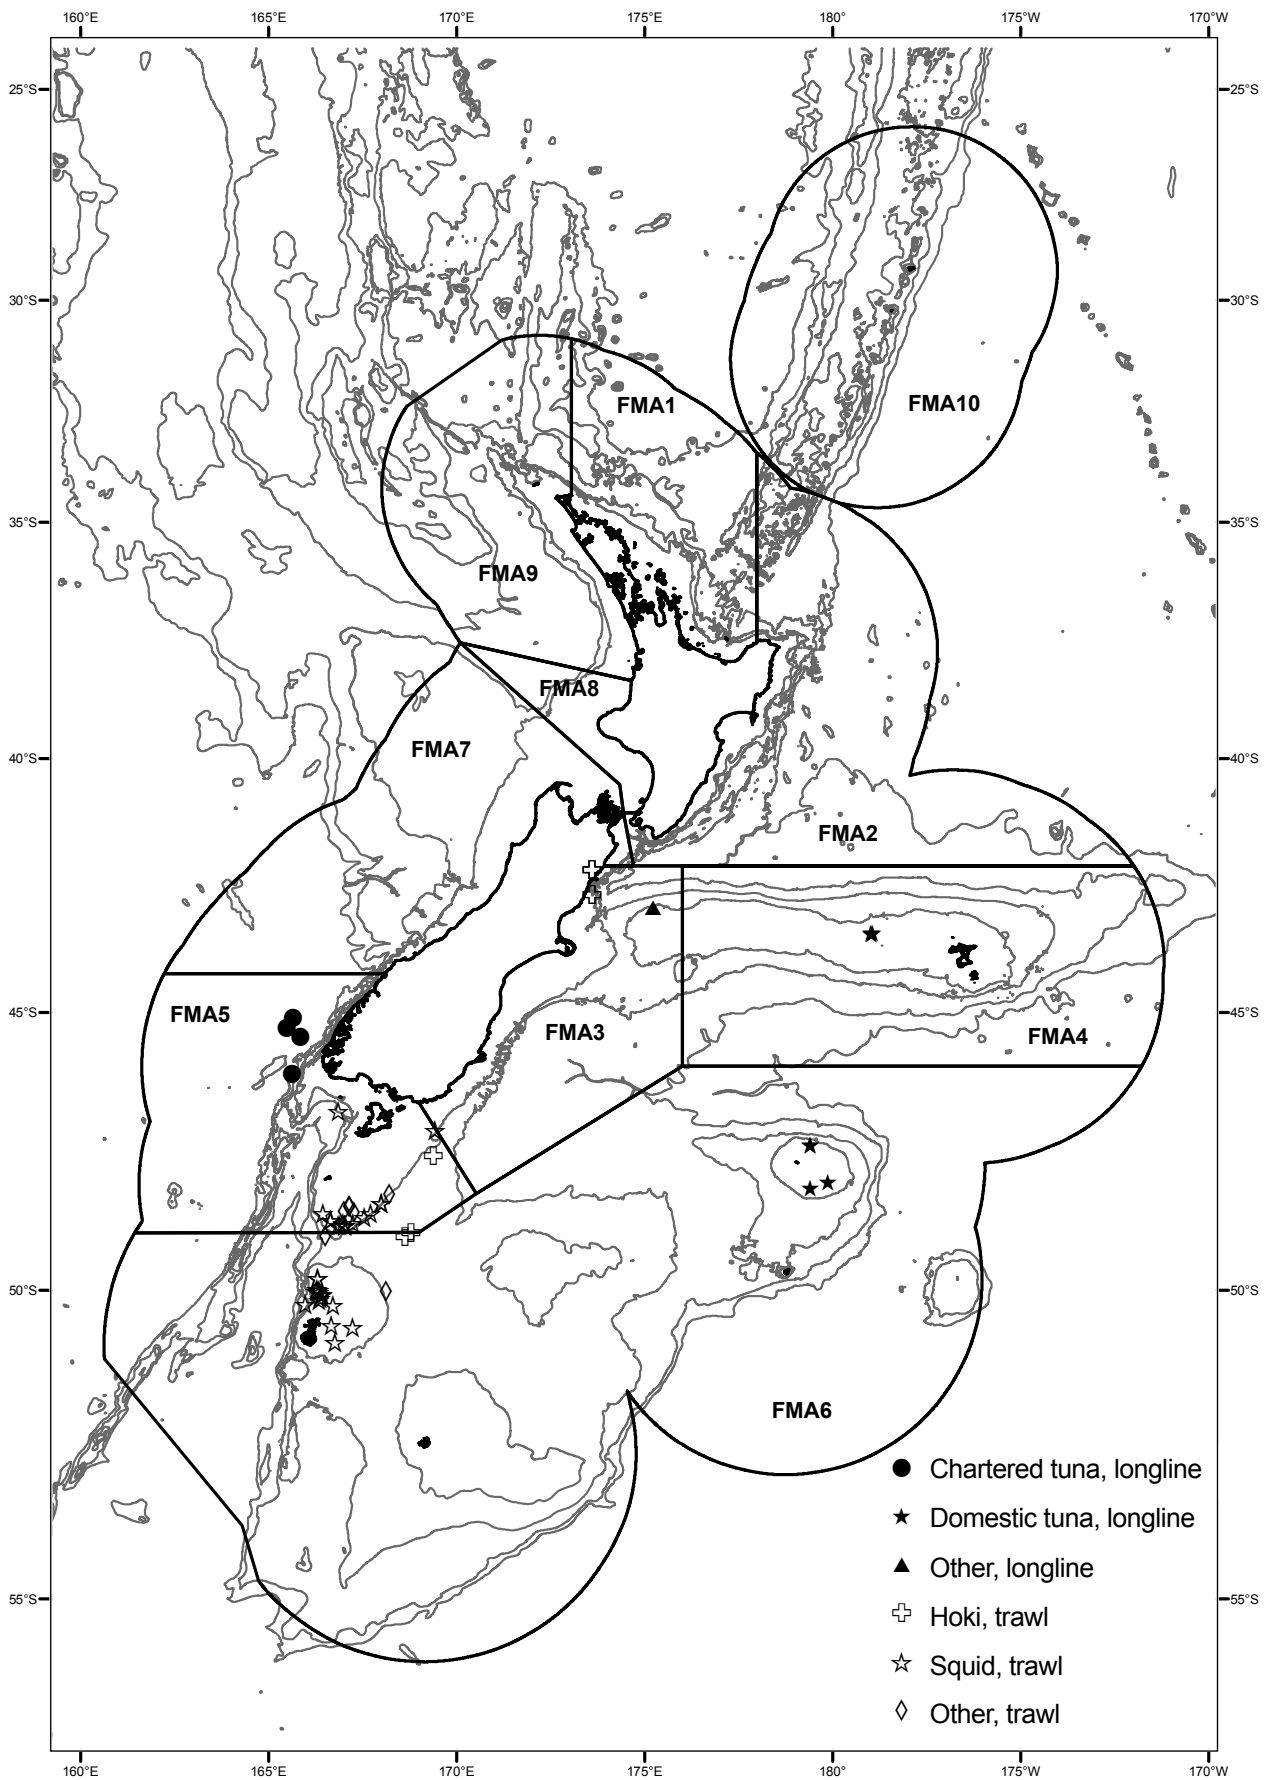 160°E 165°E 170°E 175°E 180° 175°W 170°W
25°S 25°S
30°S 30°S
FMA10
FMA1
35°S 35°S
FMA9
FMA8
FMA7
40°S 40°S
FMA2
45°S 45°S
FMA5
FMA3
FMA4
50°S 50°S
FMA6
Chartered tuna, longline
Domestic tuna, longline
Other, longline
55°S 55°S
Hoki, trawl
Squid, trawl
Other, trawl
160°E 165°E 170°E 175°E 180° 175°W 170°W